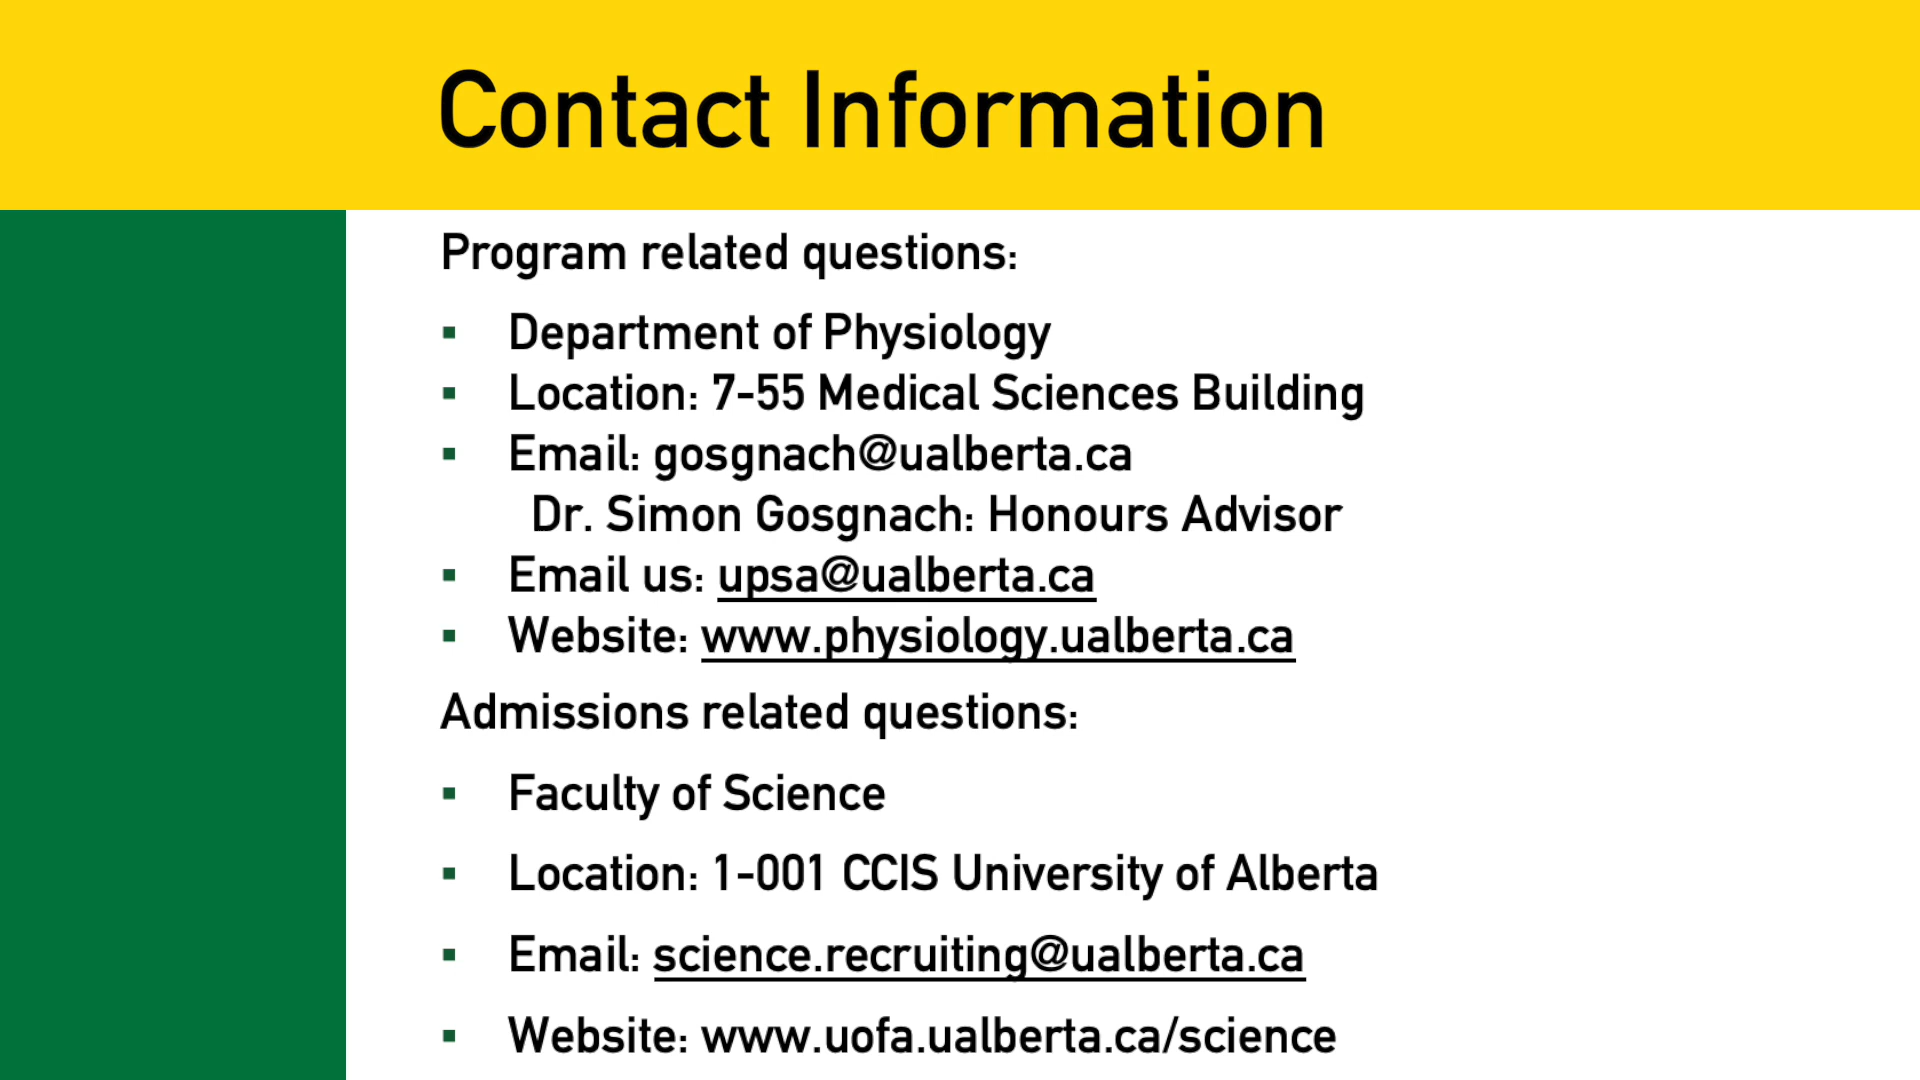 Contact Information
Program related questions:
▪ Department of Physiology
▪ Location: 7-55 Medical Sciences Building
▪ Email: gosgnach@ualberta.ca
Dr. Simon Gosgnach: Honours Advisor
▪ Email us: upsa@ualberta.ca
▪ Website: www.physiology.ualberta.ca
Admissions related questions:
▪ Faculty of Science
▪ Location: 1-001 CCIS University of Alberta
▪ Email: science.recruiting@ualberta.ca
▪ Website: www.uofa.ualberta.ca/science